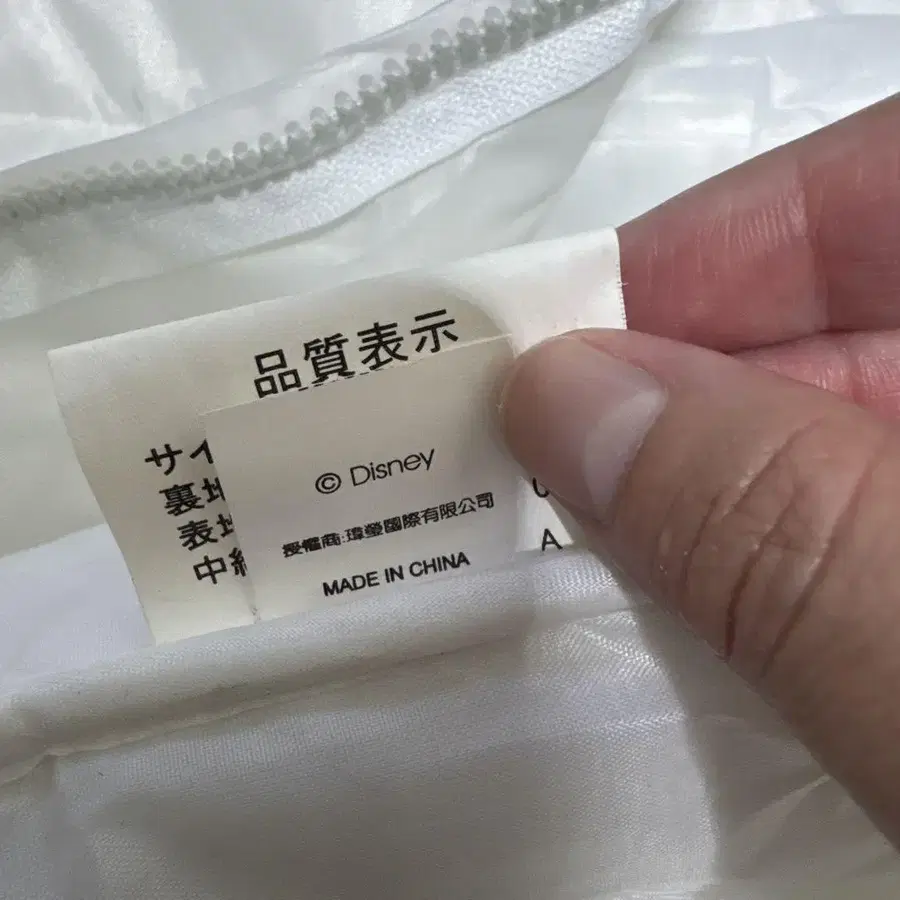 品質表示
サイ
裏地
表地
中綿
© Disney
授權商:瑋瑩國際有限公司
MADE IN CHINA
A